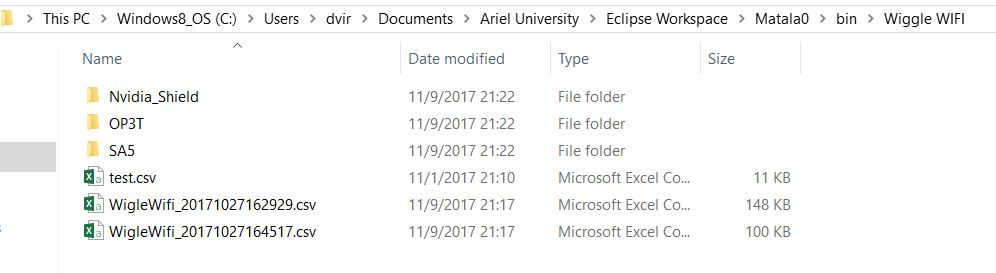 This PC > Windows8_OS (C:) > Users > dvir > Documents > Ariel University > Eclipse Workspace > Matala0 > bin > Wiggle WIFI
Name Date modified Type Size
Nvidia_Shield 11/9/2017 21:22 File folder
OP3T 11/9/2017 21:22 File folder
SA5 11/9/2017 21:22 File folder
test.csv 11/1/2017 21:10 Microsoft Excel Co... 11 KB
WigleWifi_20171027162929.csv 11/9/2017 21:17 Microsoft Excel Co... 148 KB
WigleWifi_20171027164517.csv 11/9/2017 21:17 Microsoft Excel Co... 100 KB